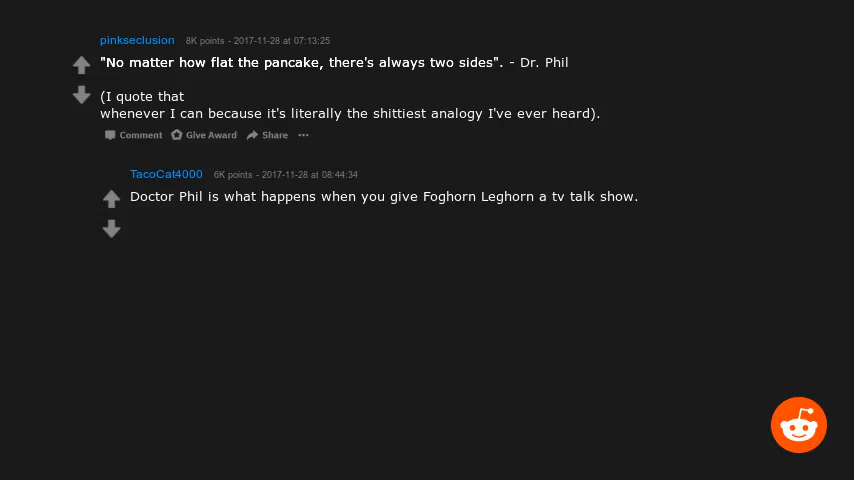 pinkseclusion 8K points - 2017-11-28 at 07:13:25
"No matter how flat the pancake, there's always two sides". - Dr. Phil
(I quote that
whenever I can because it's literally the shittiest analogy I've ever heard).
Comment Give Award Share ···
TacoCat4000 6K points - 2017-11-28 at 08:44:34
Doctor Phil is what happens when you give Foghorn Leghorn a tv talk show.